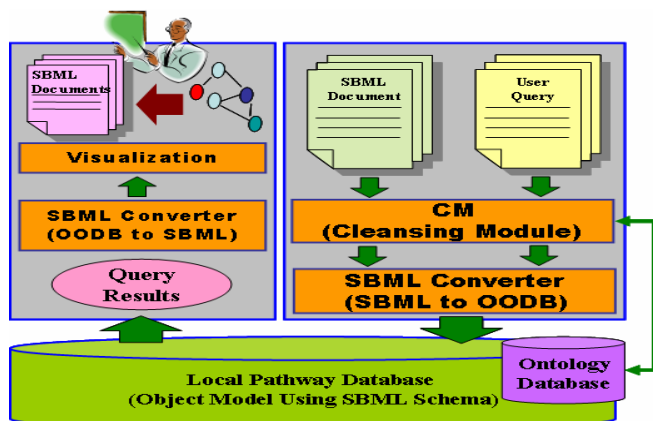 SBML
Documents
Visualization
SBML Converter
(OODB to SBML)
Query
Results
SBML
Document
User
Query
CM
(Cleansing Module)
SBML Converter
(SBML to OODB)
Local Pathway Database
(Object Model Using SBML Schema)
Ontology
Database